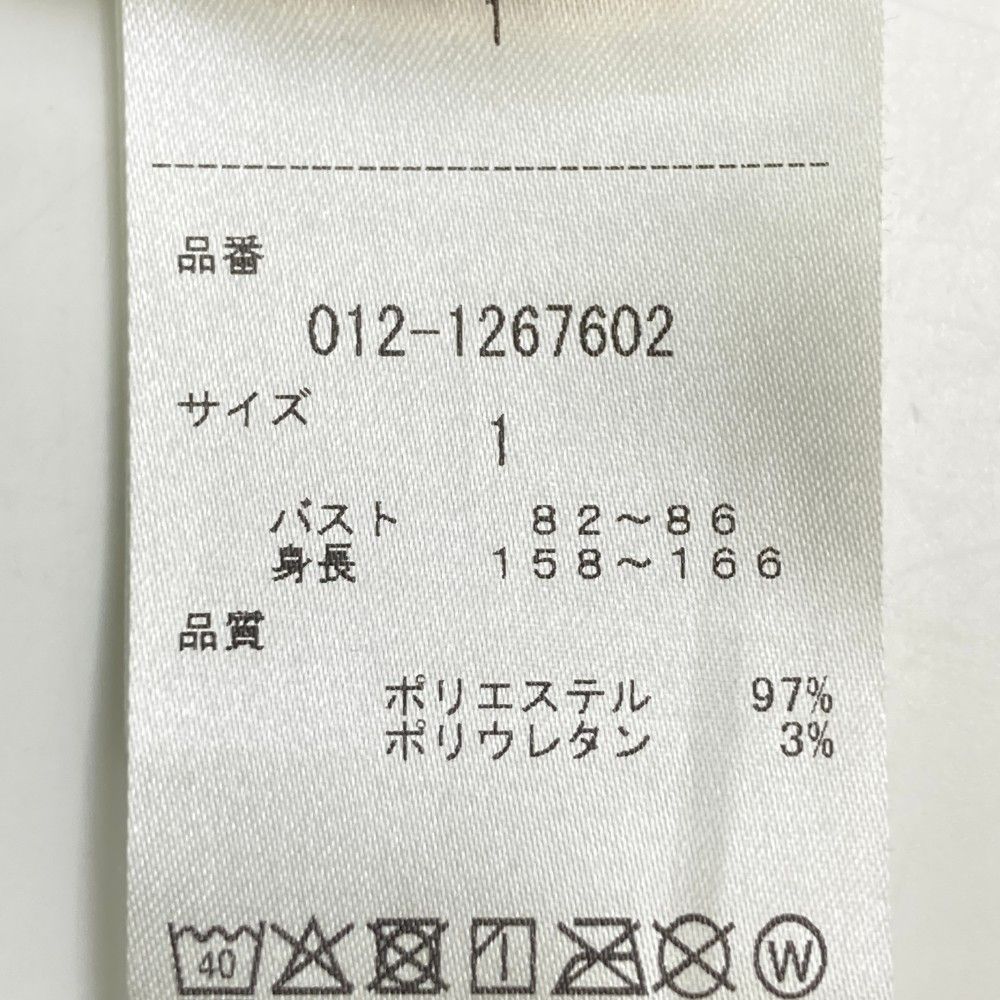 1
品番
012-1267602
サイズ
1
バスト 82~86
身長 158~166
品質
ポリエステル 97%
ポリウレタン 3%
40 W